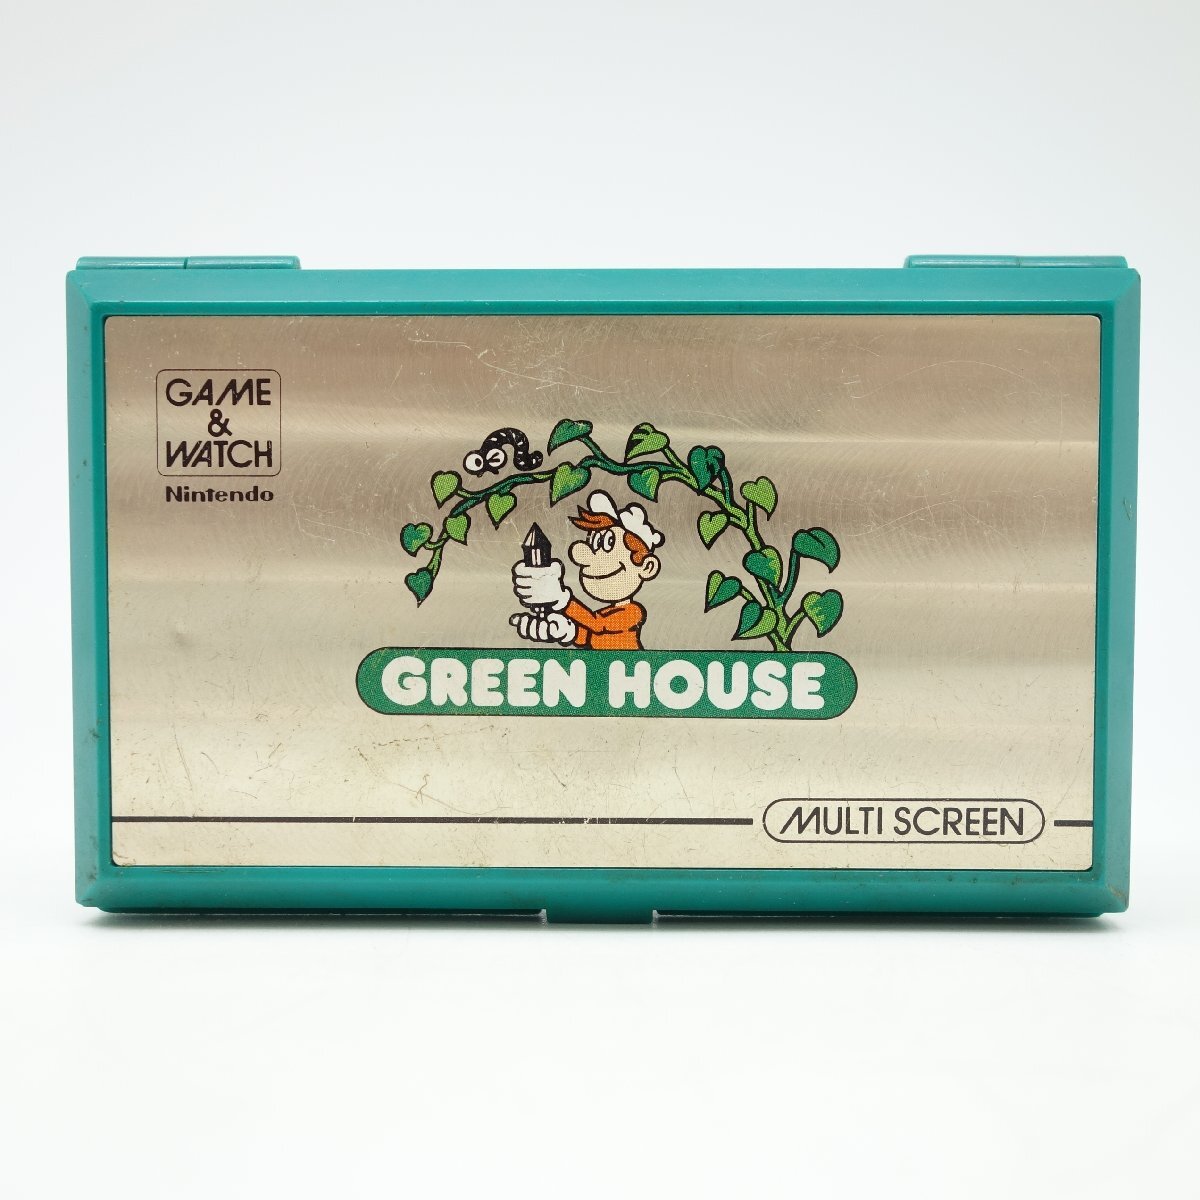 GAME
&
WATCH
Nintendo
GREEN HOUSE
MULTI SCREEN